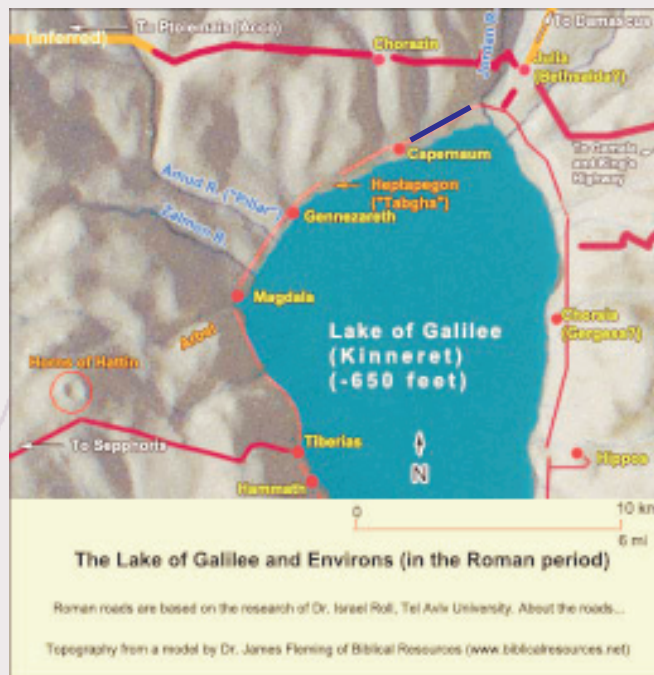 To Ptolemais (Acco)
To Damascus
(inferred)
Chorazin
Jordan R.
Julia
(Bethsaida?)
Capernaum
To Gamala
and King's
Highway
Amud R. ("Pillar")
Heptapegon
("Tabgha")
Gennezareth
Zalmon R.
Magdala
Lake of Galilee
(Kinneret)
(-650 feet)
Chorsia
(Gergesa?)
Arbel
Horns of Hattin
To Sepphoris
Tiberias
N
Hippos
Hammath
0
10 km
6 mi
The Lake of Galilee and Environs (in the Roman period)
Roman roads are based on the research of Dr. Israel Roll, Tel Aviv University. About the roads...
Topography from a model by Dr. James Fleming of Biblical Resources (www.biblicalresources.net)